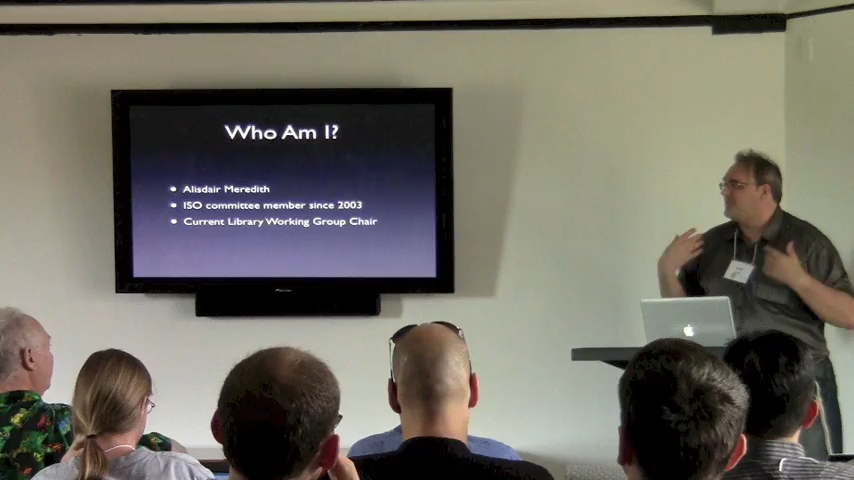 Who Am I?
Alisdair Meredith
ISO committee member since 2003
Current Library Working Group Chair